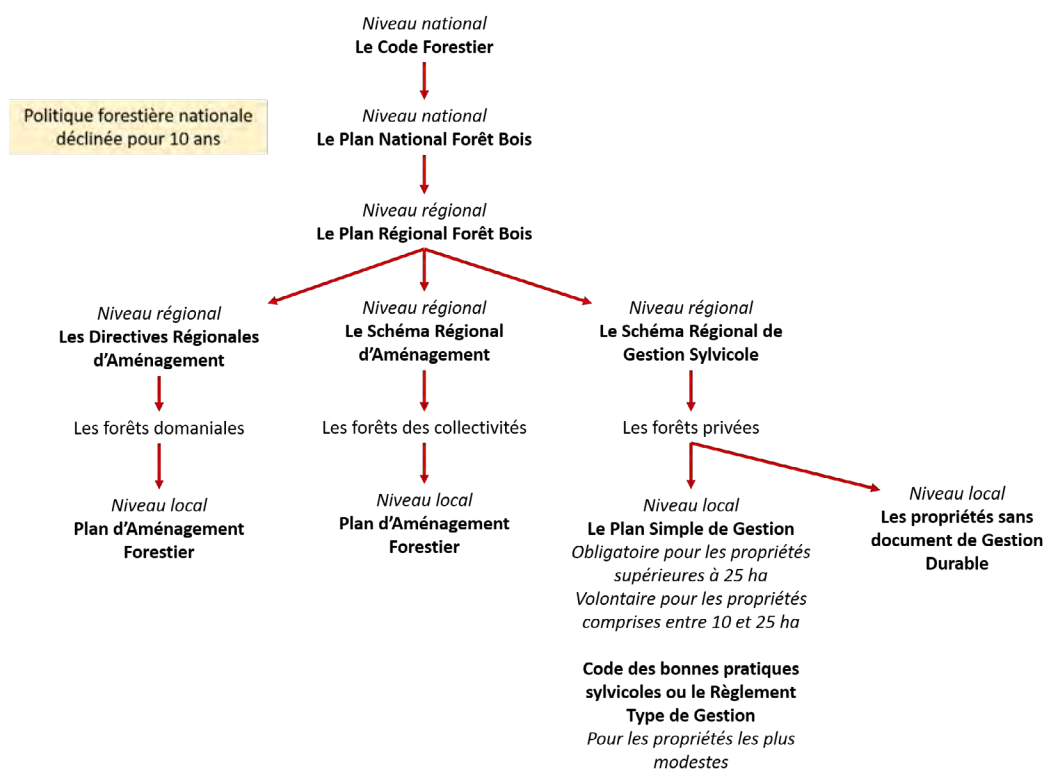 Niveau national
Le Code Forestier
Politique forestière nationale
déclinée pour 10 ans
Niveau national
Le Plan National Forêt Bois
Niveau régional
Le Plan Régional Forêt Bois
Niveau régional
Les Directives Régionales
d’Aménagement
Niveau régional
Le Schéma Régional
d’Aménagement
Niveau régional
Le Schéma Régional de
Gestion Sylvicole
Les forêts domaniales
Les forêts des collectivités
Les forêts privées
Niveau local
Plan d’Aménagement
Forestier
Niveau local
Plan d’Aménagement
Forestier
Niveau local
Le Plan Simple de Gestion
Obligatoire pour les propriétés
supérieures à 25 ha
Volontaire pour les propriétés
comprises entre 10 et 25 ha
Code des bonnes pratiques
sylvicoles ou le Règlement
Type de Gestion
Pour les propriétés les plus
modestes
Niveau local
Les propriétés sans
document de Gestion
Durable